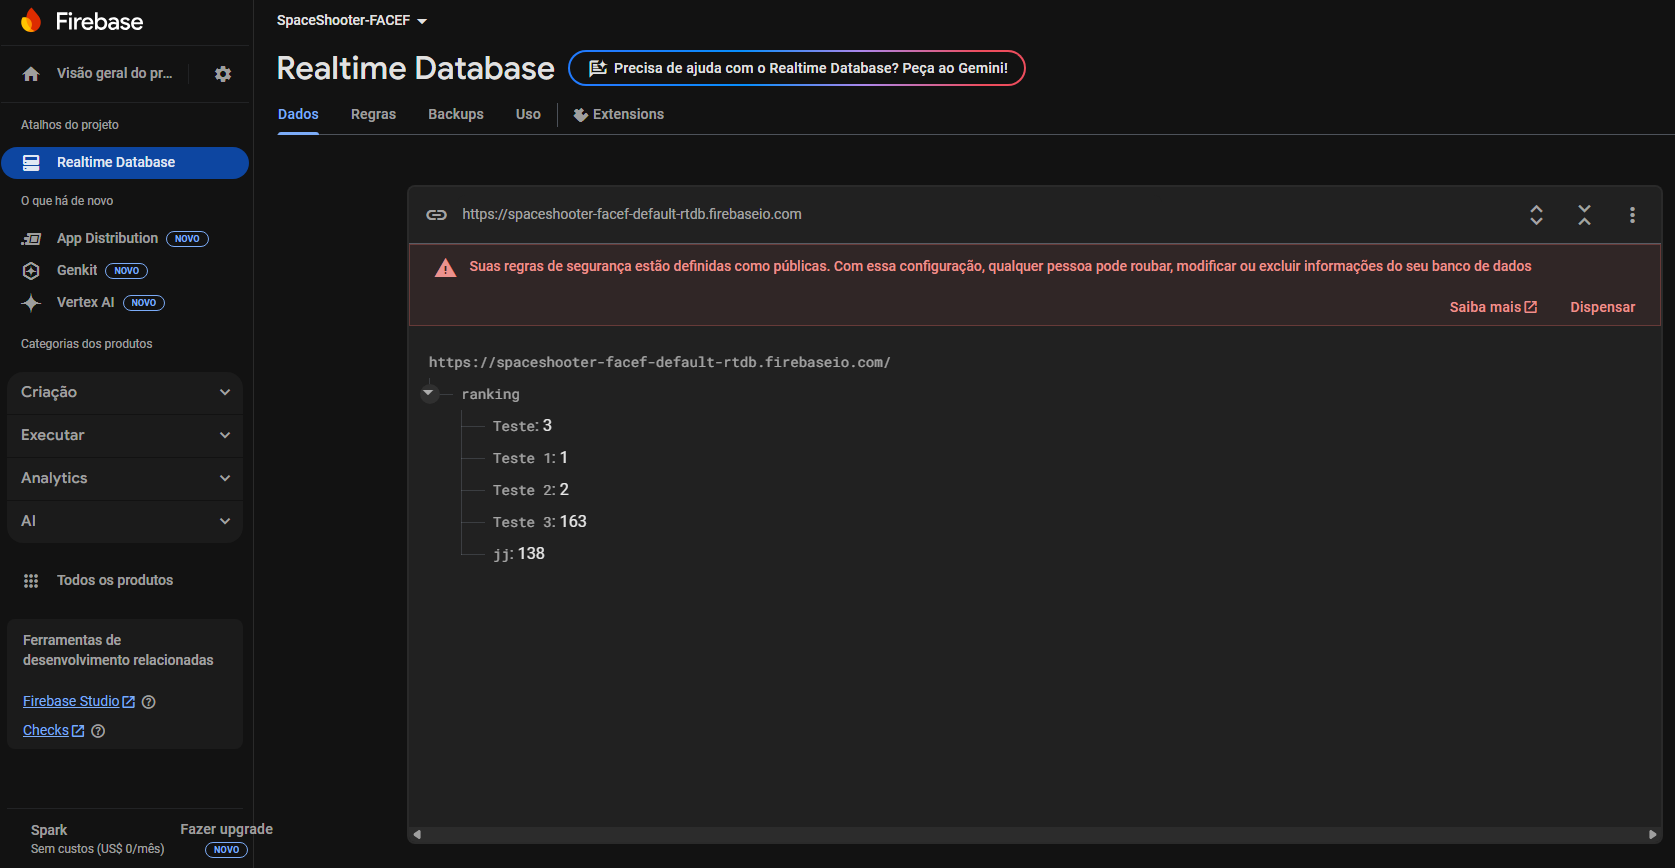 Firebase
Visão geral do pr...
Atalhos do projeto
Realtime Database
O que há de novo
App Distribution NOVO
Genkit NOVO
Vertex AI NOVO
Categorias dos produtos
Criação
Executar
Analytics
AI
Todos os produtos
Ferramentas de
desenvolvimento relacionadas
Firebase Studio
Checks
Spark
Sem custos (US$ 0/mês)
Fazer upgrade
NOVO
SpaceShooter-FACEF
Realtime Database
Precisa de ajuda com o Realtime Database? Peça ao Gemini!
Dados Regras Backups Uso Extensions
https://spaceshooter-facef-default-rtdb.firebaseio.com
Suas regras de segurança estão definidas como públicas. Com essa configuração, qualquer pessoa pode roubar, modificar ou excluir informações do seu banco de dados
Saiba mais Dispensar
https://spaceshooter-facef-default-rtdb.firebaseio.com/
ranking
Teste: 3
Teste 1: 1
Teste 2: 2
Teste 3: 163
jj: 138